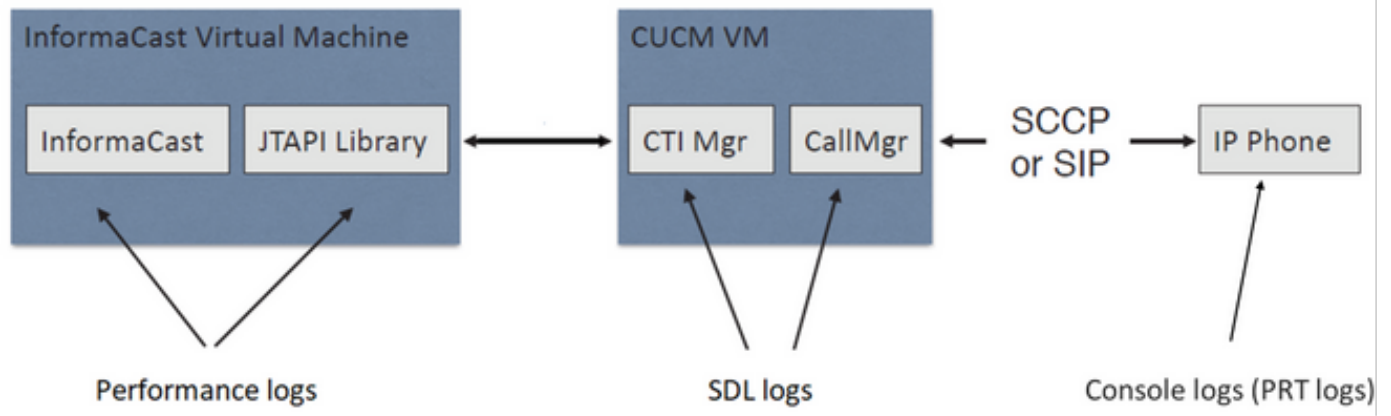 InformaCast Virtual Machine
CUCM VM
InformaCast
JTAPI Library
CTI Mgr
CallMgr
SCCP
or SIP
IP Phone
Performance logs
SDL logs
Console logs (PRT logs)